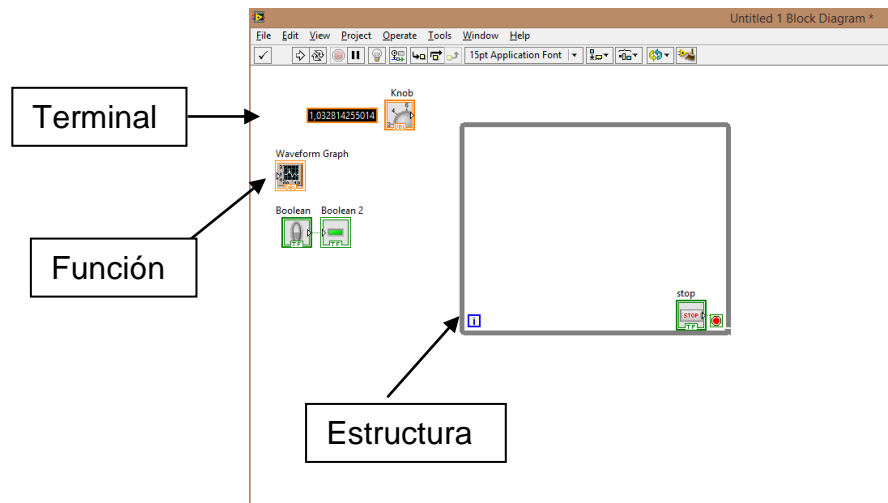 Untitled 1 Block Diagram *
File Edit View Project Operate Tools Window Help
15pt Application Font
Knob
Terminal
1,032814255014
Waveform Graph
Boolean Boolean 2
TF TF
Función
stop
STOP
i
TF
Estructura